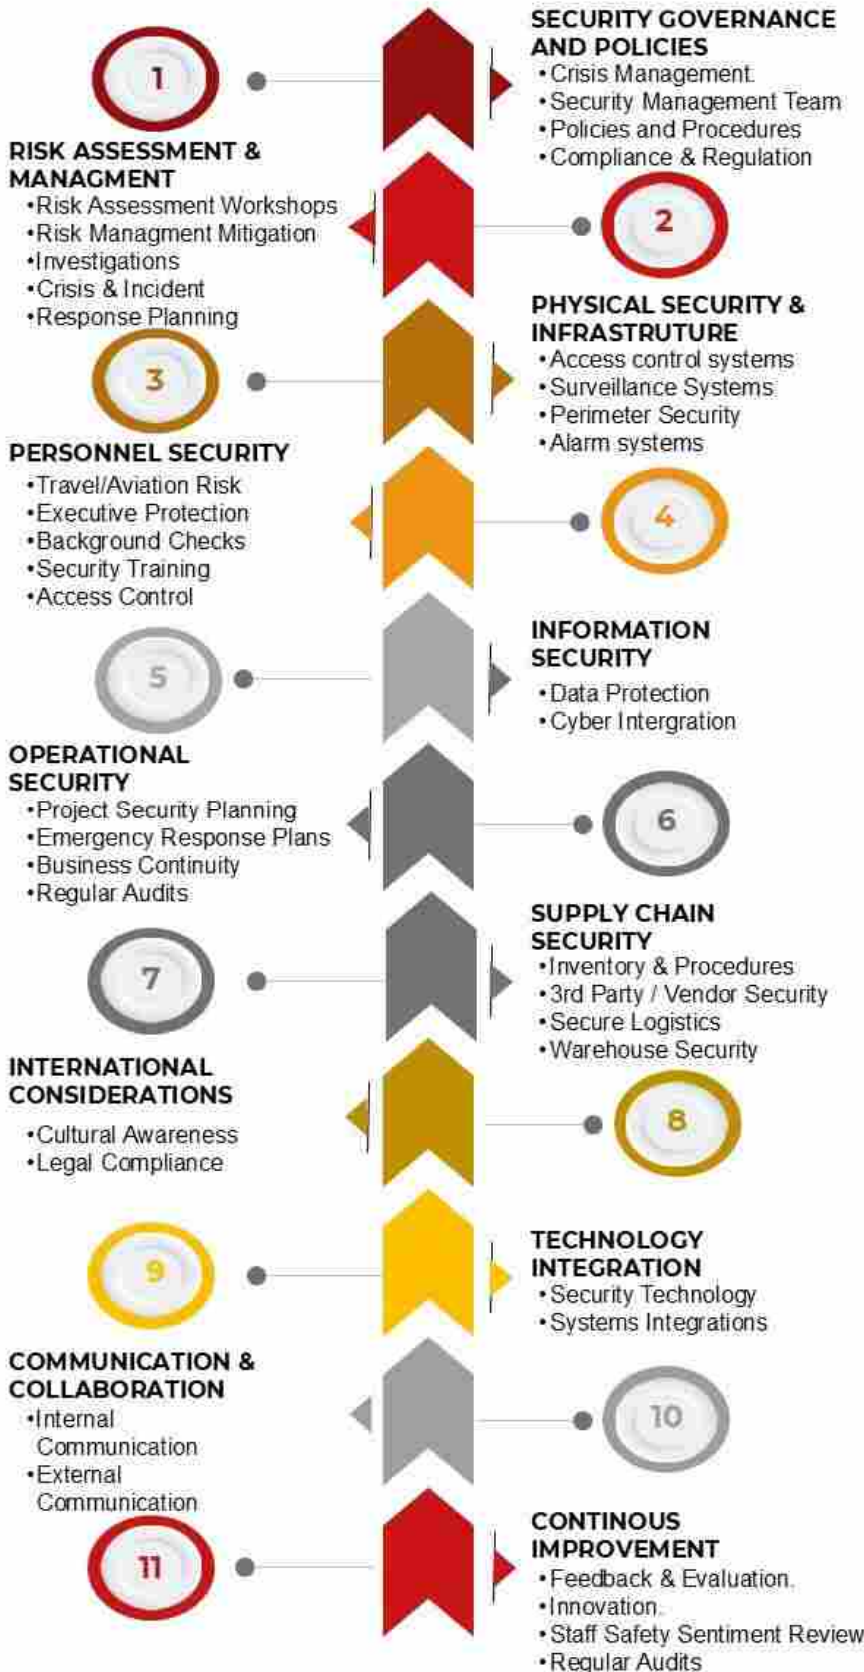 1
SECURITY GOVERNANCE
AND POLICIES
•Crisis Management.
•Security Management Team
•Policies and Procedures
•Compliance & Regulation
2
RISK ASSESSMENT &
MANAGMENT
•Risk Assessment Workshops
•Risk Managment Mitigation
•Investigations
•Crisis & Incident
•Response Planning
3
PHYSICAL SECURITY &
INFRASTRUTURE
•Access control systems
•Surveillance Systems
•Perimeter Security
•Alarm systems
4
PERSONNEL SECURITY
•Travel/Aviation Risk
•Executive Protection
•Background Checks
•Security Training
•Access Control
5
INFORMATION
SECURITY
•Data Protection
•Cyber Intergration
6
OPERATIONAL
SECURITY
•Project Security Planning
•Emergency Response Plans
•Business Continuity
•Regular Audits
7
SUPPLY CHAIN
SECURITY
•Inventory & Procedures
•3rd Party / Vendor Security
•Secure Logistics
•Warehouse Security
8
INTERNATIONAL
CONSIDERATIONS
•Cultural Awareness
•Legal Compliance
9
TECHNOLOGY
INTEGRATION
•Security Technology
•Systems Integrations
10
COMMUNICATION &
COLLABORATION
•Internal
Communication
•External
Communication
11
CONTINOUS
IMPROVEMENT
•Feedback & Evaluation.
•Innovation.
•Staff Safety Sentiment Review
•Regular Audits